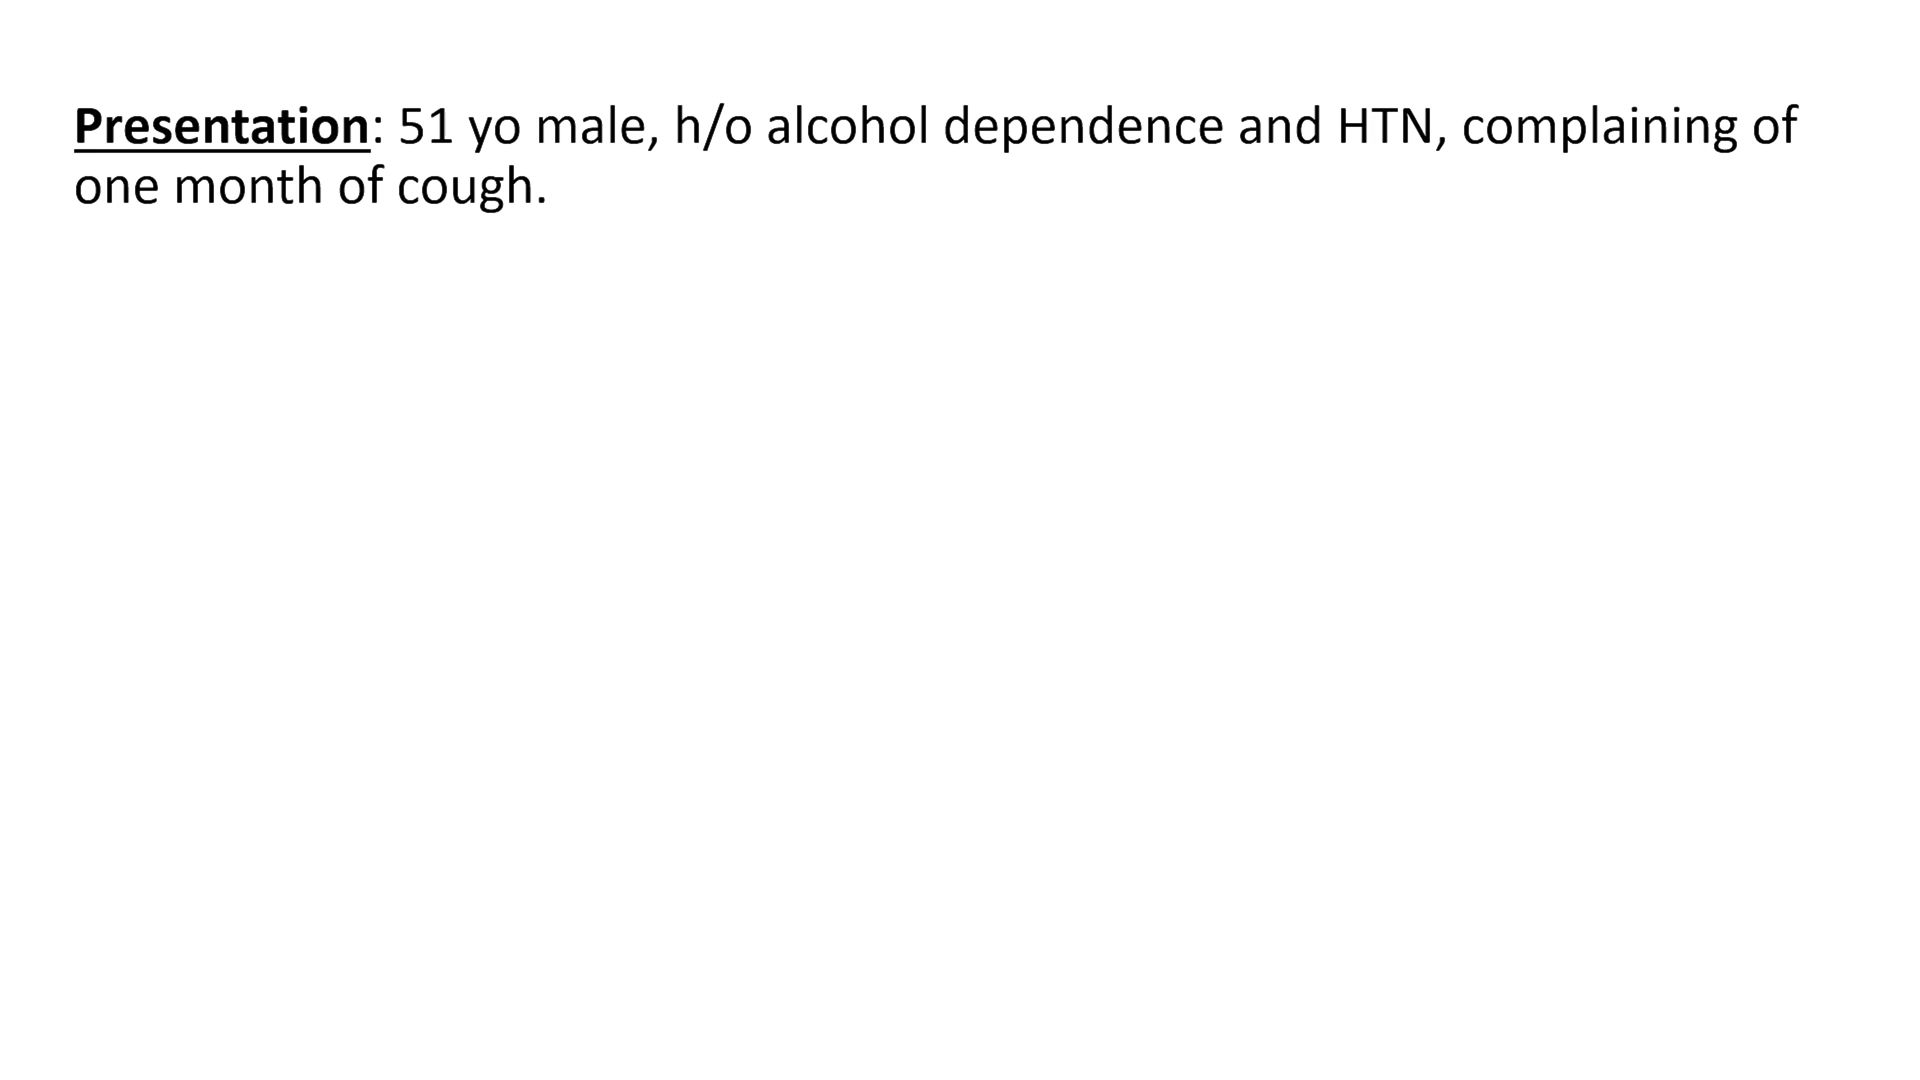 Presentation: 51 yo male, h/o alcohol dependence and HTN, complaining of
one month of cough.